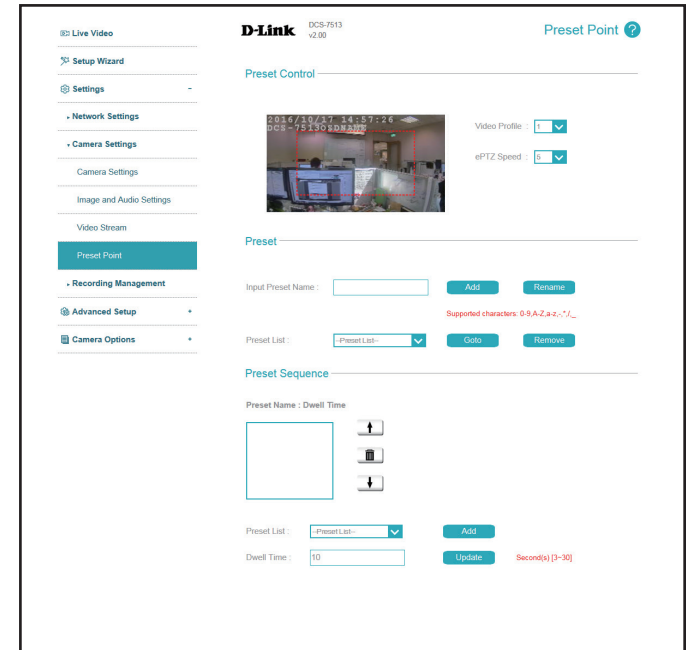 Live Video
Setup Wizard
Settings -
Network Settings
Camera Settings
Camera Settings
Image and Audio Settings
Video Stream
Preset Point
Recording Management
Advanced Setup +
Camera Options +
D-Link DCS-7513
v2.00
Preset Point ?
Preset Control
2016/10/17 14:57:26
DCS-7513OSDNAME
Video Profile : 1
ePTZ Speed : 5
Preset
Input Preset Name : Add Rename
Supported characters: 0-9,A-Z,a-z,-,*,/,_
Preset List : --Preset List-- Goto Remove
Preset Sequence
Preset Name : Dwell Time
Preset List : --Preset List-- Add
Dwell Time : 10 Update Second(s) [3~30]